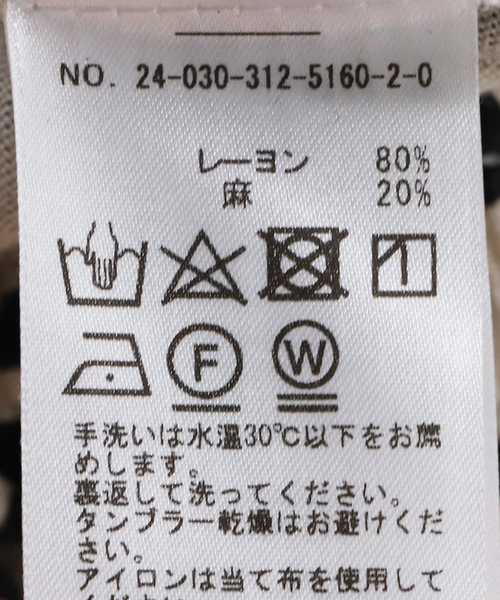 NO. 24-030-312-5160-2-0
レーヨン 80%
麻 20%
F
W
手洗いは水温30℃以下をお薦
めします。
裏返して洗ってください。
タンブラー乾燥はお避けくだ
さい。
アイロンは当て布を使用して